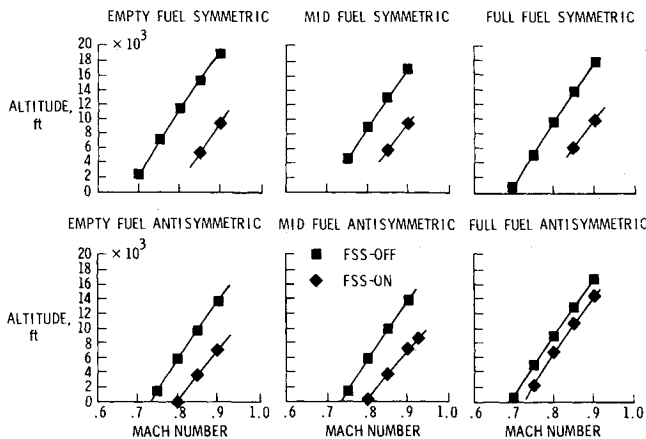 EMPTY FUEL SYMMETRIC
MID FUEL SYMMETRIC
FULL FUEL SYMMETRIC
20 × 10³
18
16
14
12
ALTITUDE, 10
ft 8
6
4
2
0
EMPTY FUEL ANTISYMMETRIC
MID FUEL ANTISYMMETRIC
FULL FUEL ANTISYMMETRIC
20 × 10³
18
16
14
12
ALTITUDE, 10
ft 8
6
4
2
0
FSS-OFF
FSS-ON
.6 .7 .8 .9 1.0
.6 .7 .8 .9 1.0
.6 .7 .8 .9 1.0
MACH NUMBER
MACH NUMBER
MACH NUMBER